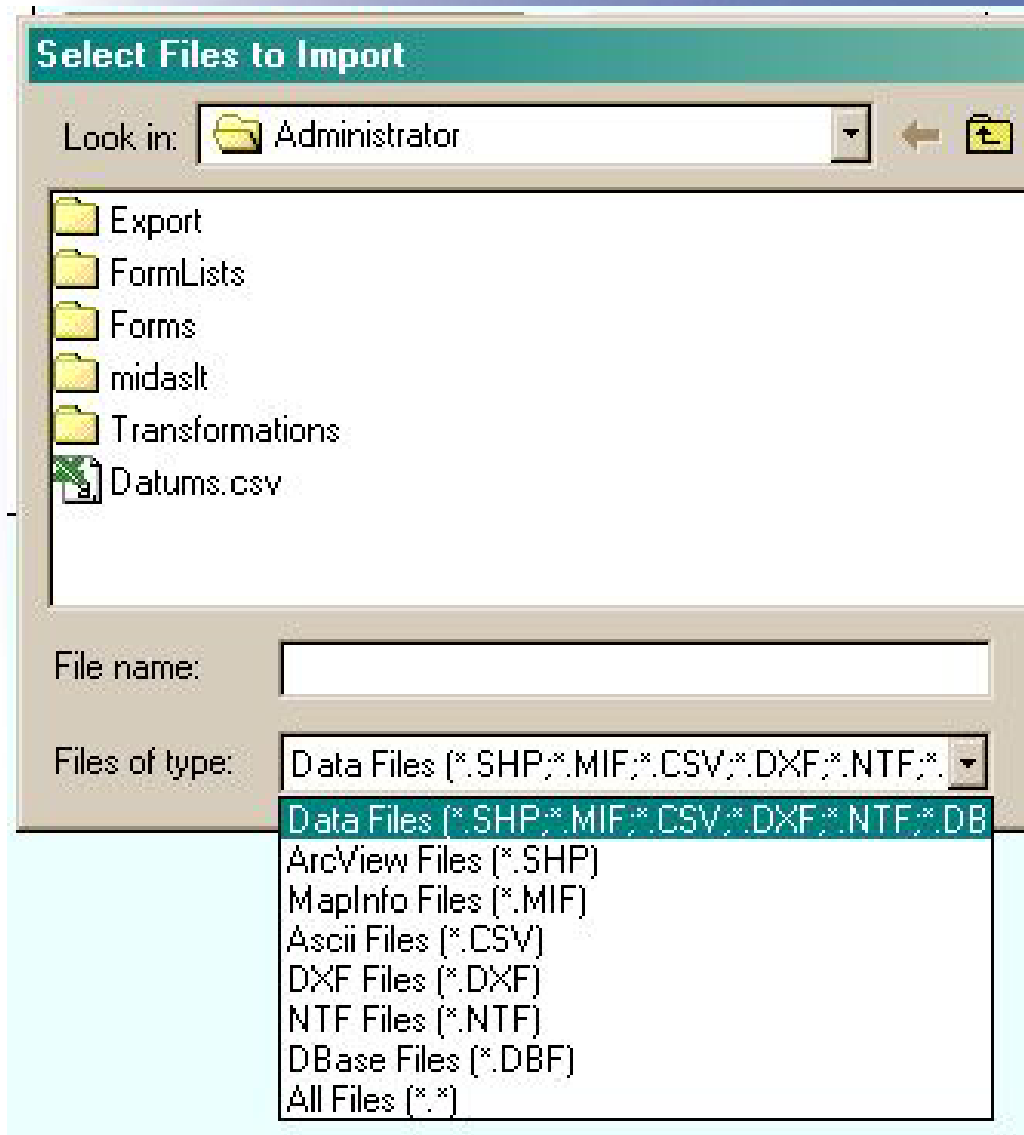 Select Files to Import
Look in: Administrator
Export
FormLists
Forms
midaslt
Transformations
Datums.csv
File name:
Files of type: Data Files (*.SHP;*.MIF;*.CSV;*.DXF;*.NTF;*.
Data Files (*.SHP;*.MIF;*.CSV;*.DXF;*.NTF;*.DB
ArcView Files (*.SHP)
MapInfo Files (*.MIF)
Ascii Files (*.CSV)
DXF Files (*.DXF)
NTF Files (*.NTF)
DBase Files (*.DBF)
All Files (*.*)